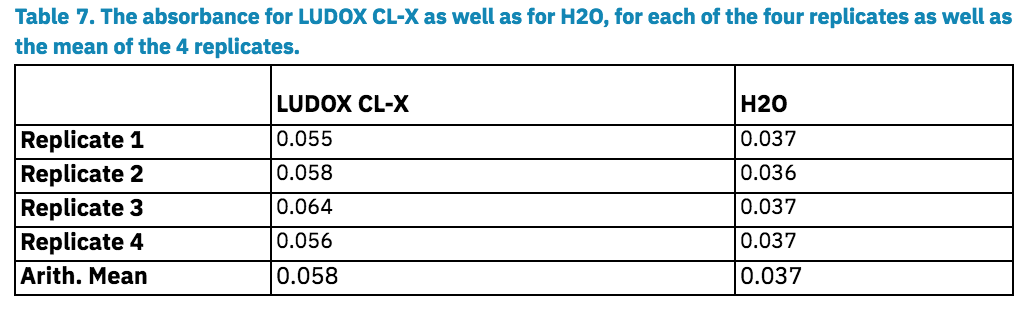 Table 7. The absorbance for LUDOX CL-X as well as for H2O, for each of the four replicates as well as
the mean of the 4 replicates.
LUDOX CL-X H2O
Replicate 1 0.055 0.037
Replicate 2 0.058 0.036
Replicate 3 0.064 0.037
Replicate 4 0.056 0.037
Arith. Mean 0.058 0.037